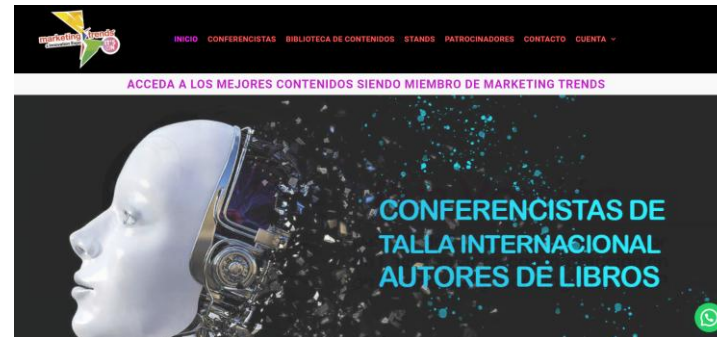 marketing trends
INICIO CONFERENCISTAS BIBLIOTECA DE CONTENIDOS STANDS PATROCINADORES CONTACTO CUENTA
ACCEDA A LOS MEJORES CONTENIDOS SIENDO MIEMBRO DE MARKETING TRENDS
CONFERENCISTAS DE
TALLA INTERNACIONAL
AUTORES DE LIBROS